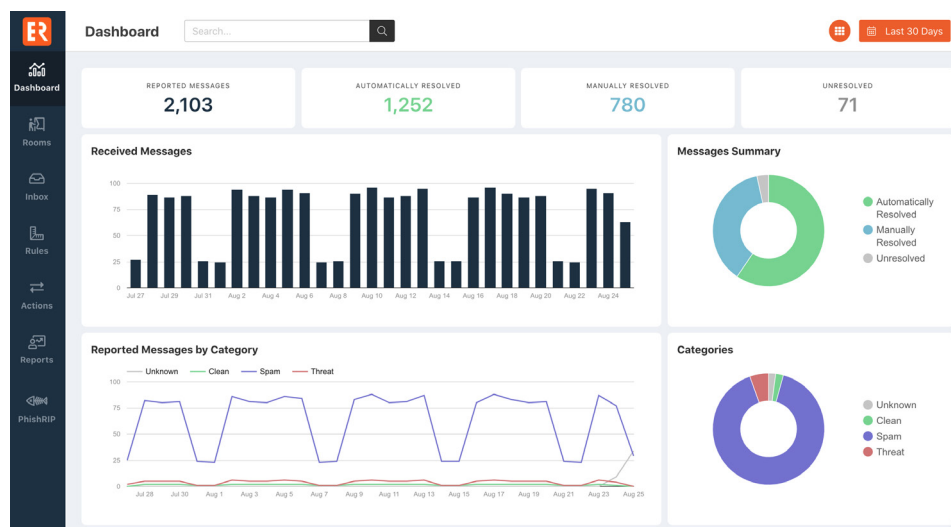 ER
Dashboard
Search...
Last 30 Days
Dashboard
Rooms
Inbox
Rules
Actions
Reports
PhishRIP
REPORTED MESSAGES
2,103
AUTOMATICALLY RESOLVED
1,252
MANUALLY RESOLVED
780
UNRESOLVED
71
Received Messages
100
75
50
25
0
Jul 27 Jul 29 Jul 31 Aug 2 Aug 4 Aug 6 Aug 8 Aug 10 Aug 12 Aug 14 Aug 16 Aug 18 Aug 20 Aug 22 Aug 24
Messages Summary
Automatically
Resolved
Manually
Resolved
Unresolved
Reported Messages by Category
Unknown Clean Spam Threat
100
75
50
25
0
Jul 28 Jul 30 Aug 1 Aug 3 Aug 5 Aug 7 Aug 9 Aug 11 Aug 13 Aug 15 Aug 17 Aug 19 Aug 21 Aug 23 Aug 25
Categories
Unknown
Clean
Spam
Threat